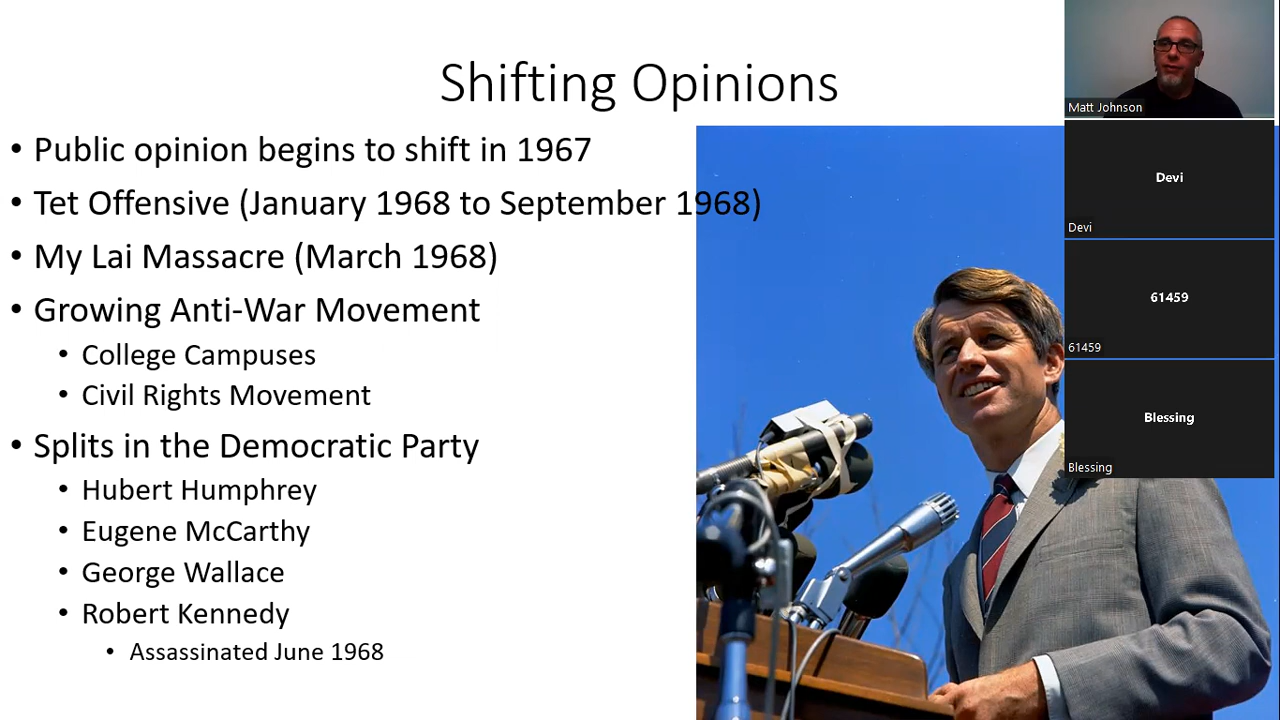 Shifting Opinions
• Public opinion begins to shift in 1967
• Tet Offensive (January 1968 to September 1968)
• My Lai Massacre (March 1968)
• Growing Anti-War Movement
• College Campuses
• Civil Rights Movement
• Splits in the Democratic Party
• Hubert Humphrey
• Eugene McCarthy
• George Wallace
• Robert Kennedy
• Assassinated June 1968
Matt Johnson
Devi
Devi
61459
61459
Blessing
Blessing